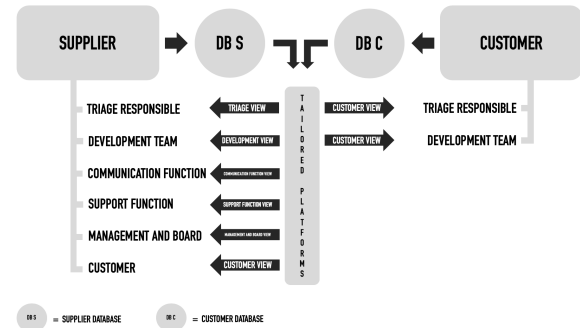 SUPPLIER
DB S
DB C
CUSTOMER
TAILORED PLATFORMS
TRIAGE RESPONSIBLE
TRIAGE VIEW
CUSTOMER VIEW
TRIAGE RESPONSIBLE
DEVELOPMENT TEAM
DEVELOPMENT VIEW
CUSTOMER VIEW
DEVELOPMENT TEAM
COMMUNICATION FUNCTION
COMMUNICATION FUNCTION VIEW
SUPPORT FUNCTION
SUPPORT FUNCTION VIEW
MANAGEMENT AND BOARD
MANAGEMENT AND BOARD VIEW
CUSTOMER
CUSTOMER VIEW
DB S = SUPPLIER DATABASE
DB C = CUSTOMER DATABASE